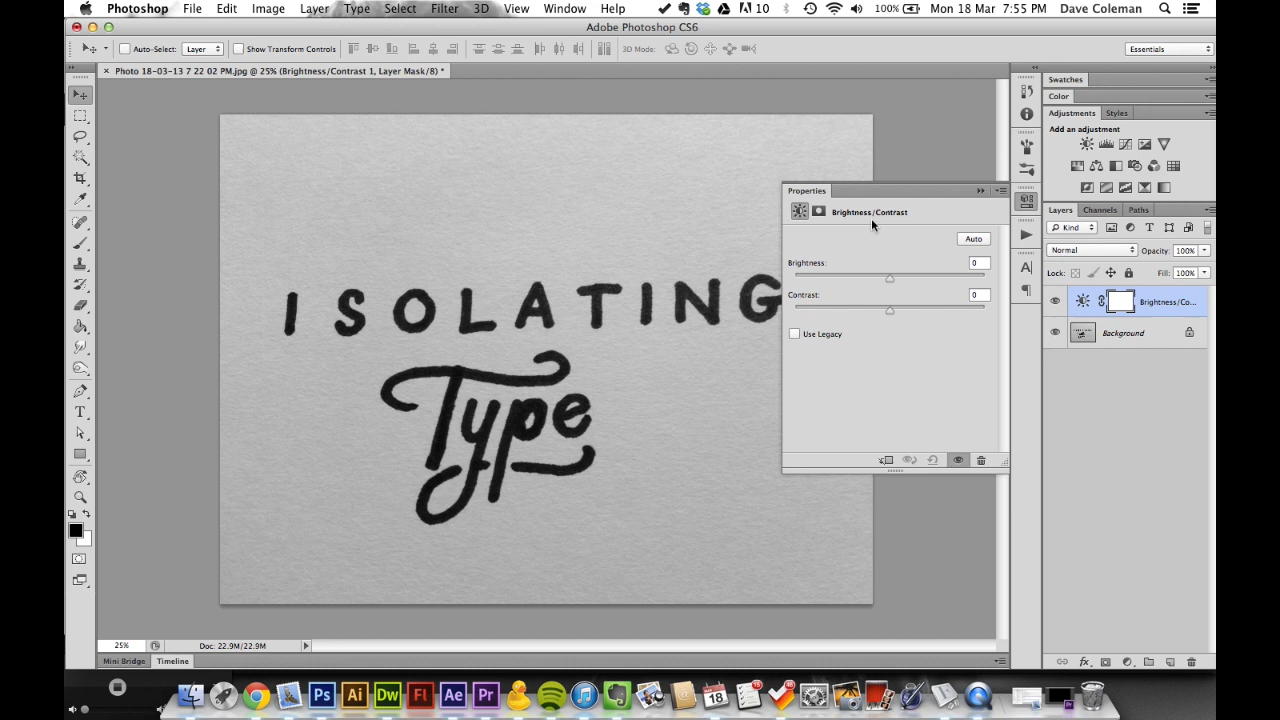 Photoshop File Edit Image Layer Type Select Filter 3D View Window Help 10 100% Mon 18 Mar 7:55 PM Dave Coleman
Adobe Photoshop CS6
Auto-Select: Layer Show Transform Controls 3D Mode: Essentials
Photo 18-03-13 7 22 02 PM.jpg @ 25% (Brightness/Contrast 1, Layer Mask/8) *
Swatches
Color
Adjustments Styles
Add an adjustment
Properties
Brightness/Contrast
Auto
Brightness: 0
Contrast: 0
Use Legacy
Layers Channels Paths
Kind
Normal Opacity: 100%
Lock: Fill: 100%
Brightness/Co...
Background
ISOLATING
Type
25% Doc: 22.9M/22.9M
Mini Bridge Timeline
Ps Ai Dw Fl Ae Pr 18